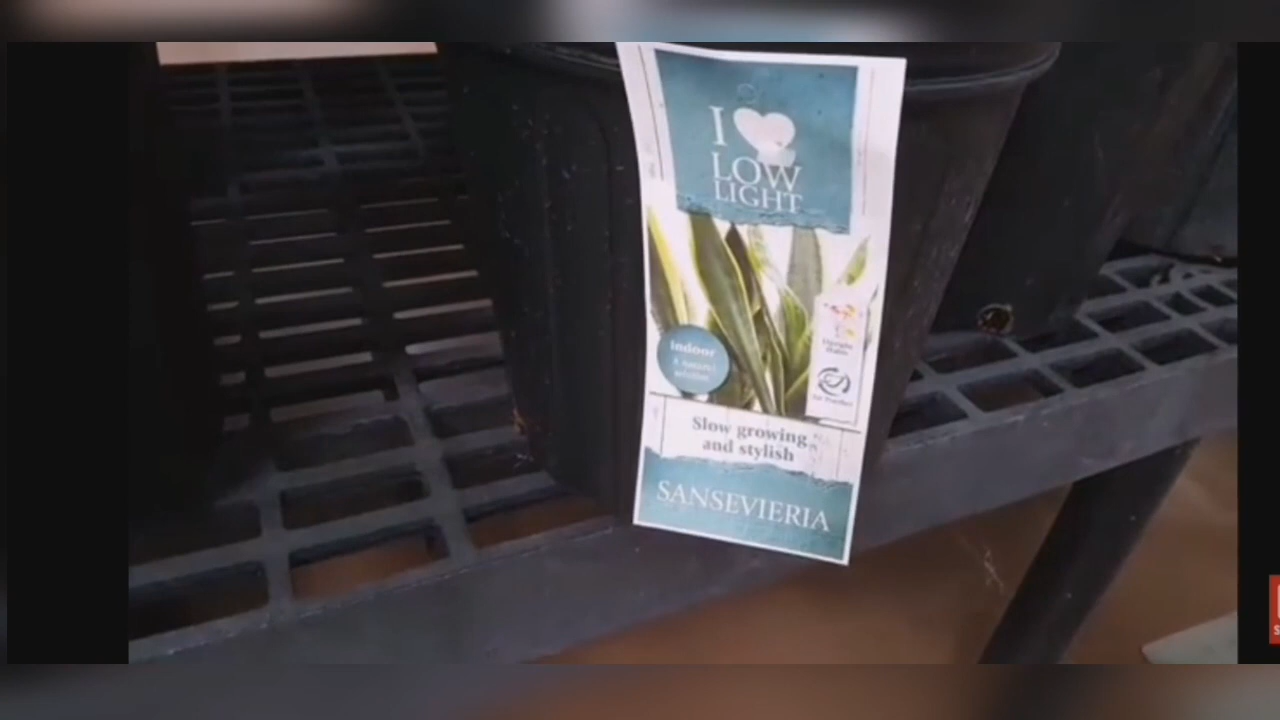 I
LOW
LIGHT
indoor
Slow growing
and stylish
SANSEVIERIA